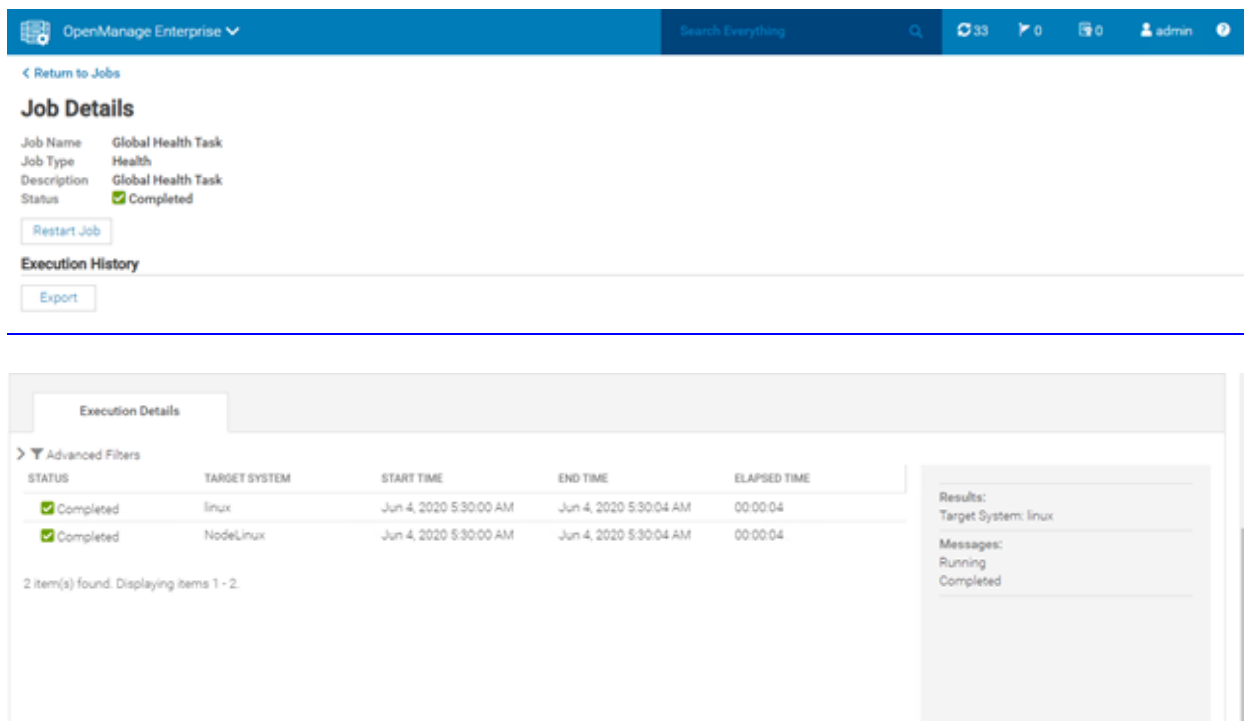 OpenManage Enterprise
Search Everything
33
0
0
admin
?
< Return to Jobs
Job Details
Job Name Global Health Task
Job Type Health
Description Global Health Task
Status Completed
Restart Job
Execution History
Export
Execution Details
Advanced Filters
STATUS TARGET SYSTEM START TIME END TIME ELAPSED TIME
Completed linux Jun 4, 2020 5:30:00 AM Jun 4, 2020 5:30:04 AM 00:00:04
Completed NodeLinux Jun 4, 2020 5:30:00 AM Jun 4, 2020 5:30:04 AM 00:00:04
2 item(s) found. Displaying items 1 - 2.
Results:
Target System: linux
Messages:
Running
Completed